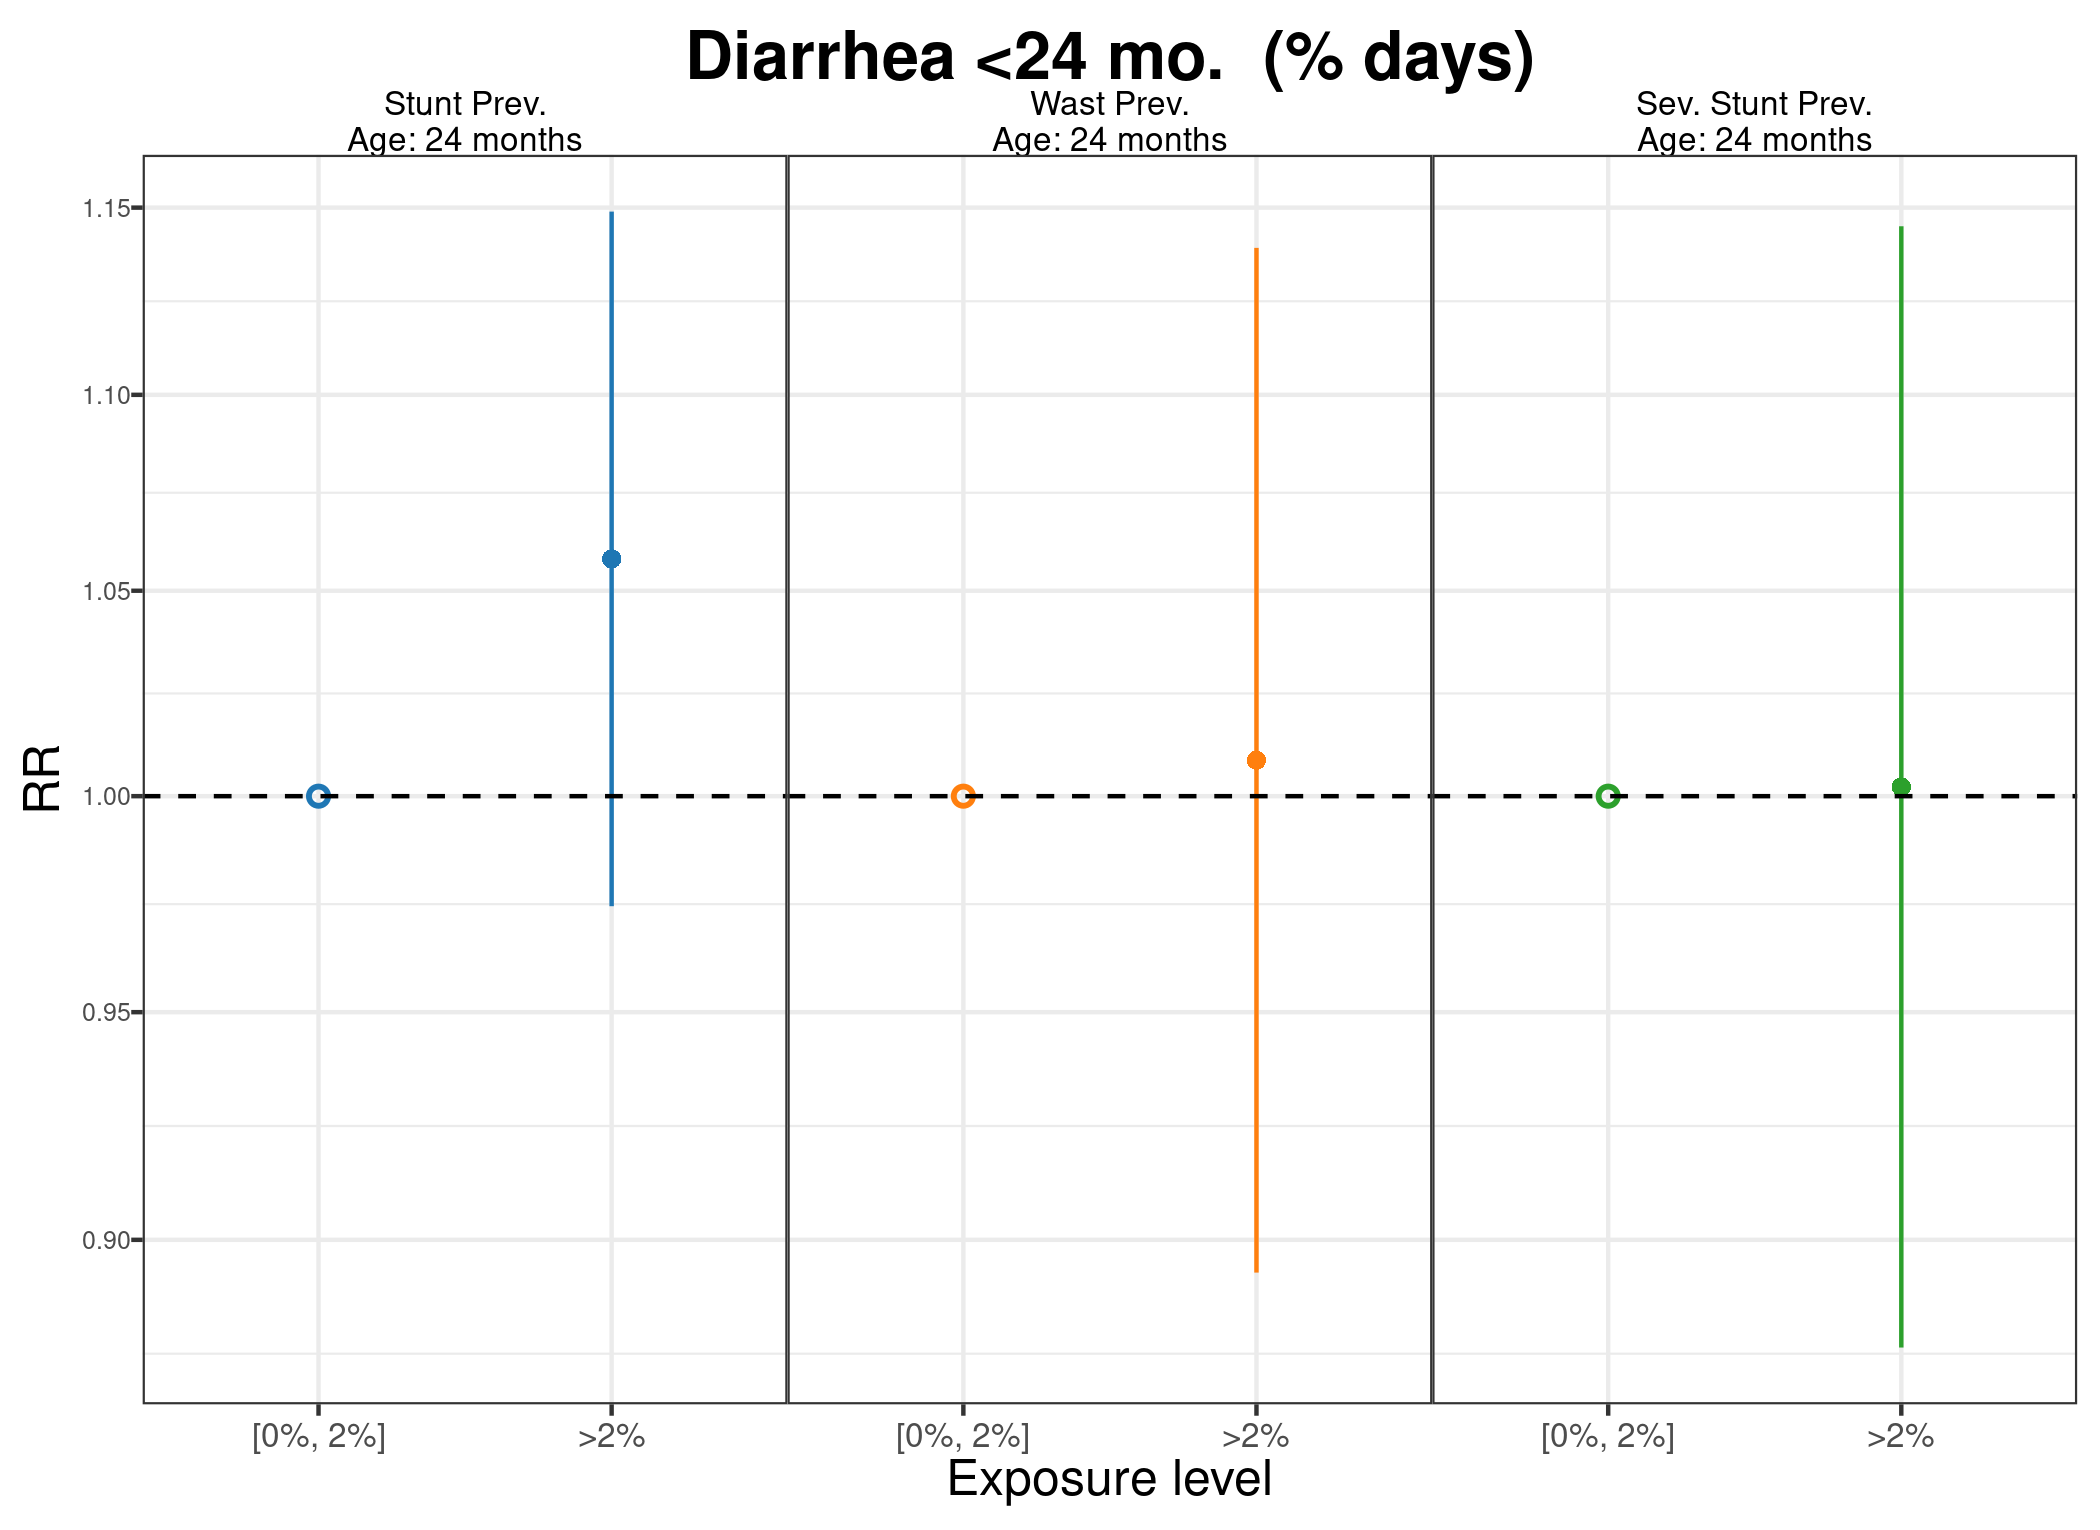 Diarrhea <24 mo.  (% days)
Stunt Prev.
Age: 24 months
Wast Prev.
Age: 24 months
Sev. Stunt Prev.
Age: 24 months
RR
1.15
1.10
1.05
1.00
0.95
0.90
[0%, 2%]
>2%
[0%, 2%]
>2%
[0%, 2%]
>2%
Exposure level